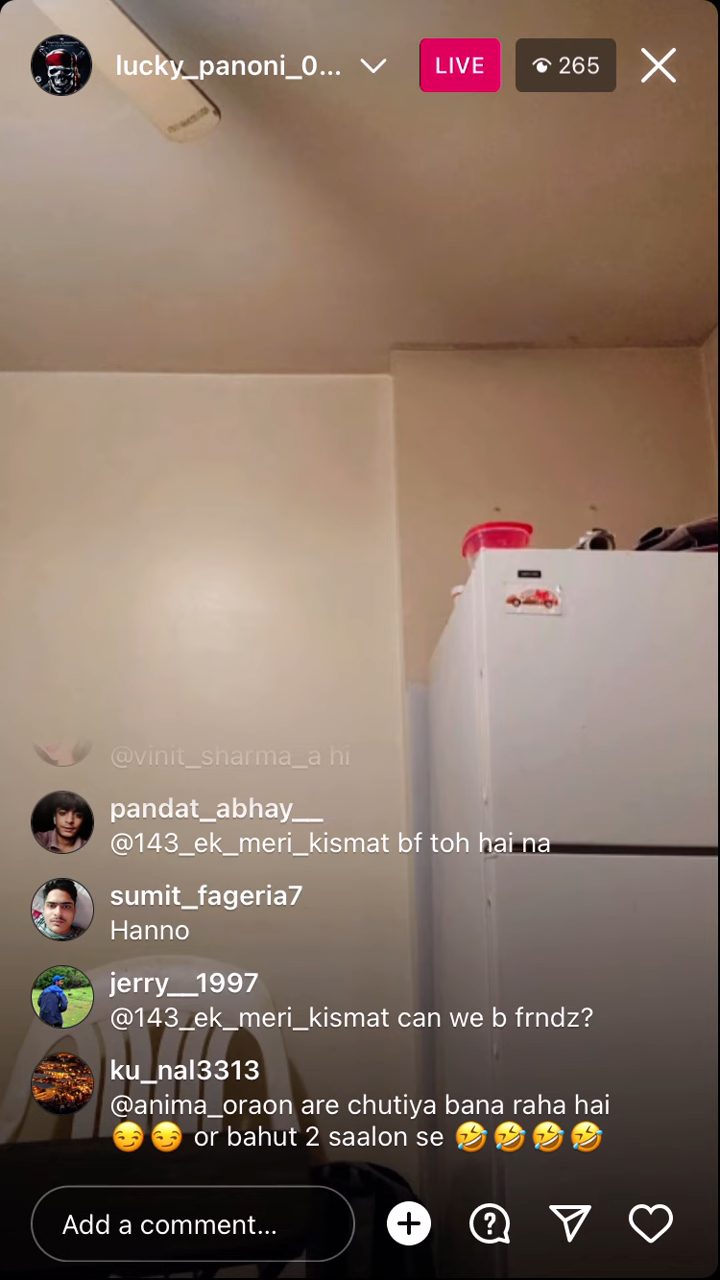 lucky_panoni_0...
LIVE
265
@vinit_sharma_a hi
pandat_abhay__
@143_ek_meri_kismat bf toh hai na
sumit_fageria7
Hanno
jerry__1997
@143_ek_meri_kismat can we b frndz?
ku_nal3313
@anima_oraon are chutiya bana raha hai
😏😏 or bahut 2 saalon se 🤣🤣🤣🤣
Add a comment...